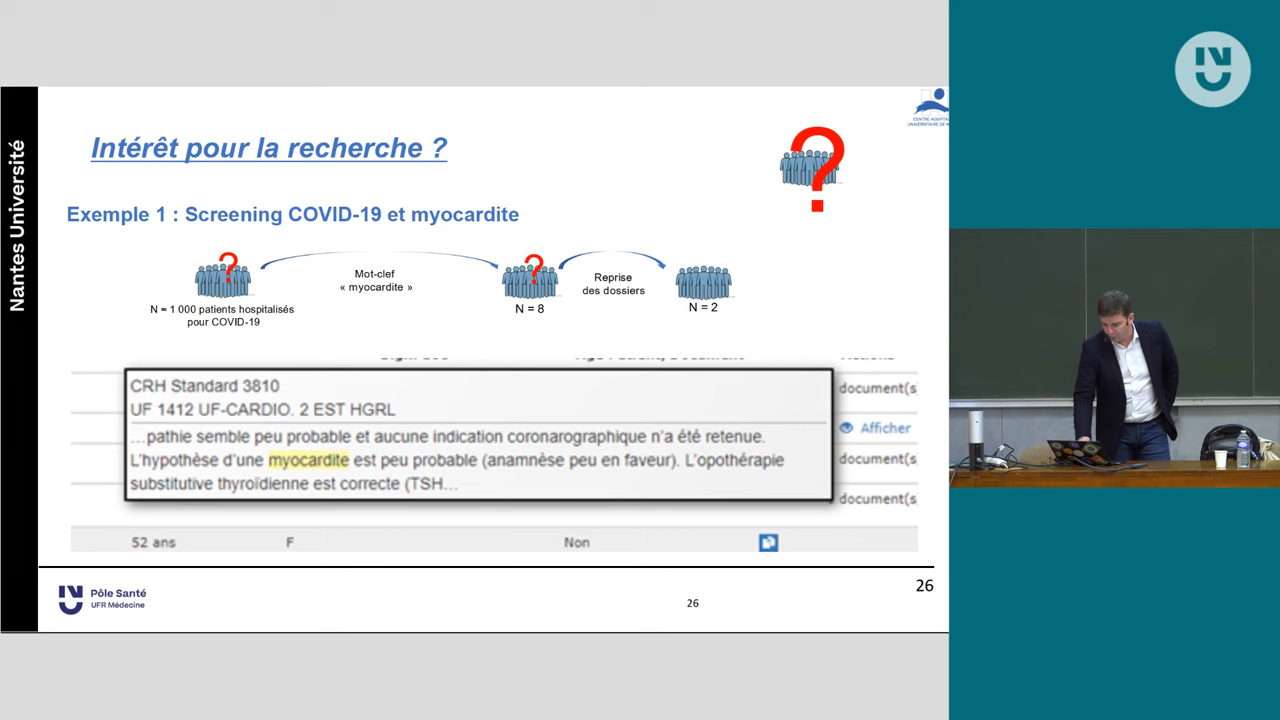 Nantes Université
CENTRE HOSPITAL
UNIVERSITAIRE DE N
Intérêt pour la recherche ?
?
Exemple 1 : Screening COVID-19 et myocardite
?
?
Mot-clef
« myocardite »
Reprise
des dossiers
N ≈ 1 000 patients hospitalisés
pour COVID-19
N = 8
N = 2
CRH Standard 3810
UF 1412 UF-CARDIO. 2 EST HGRL
…pathie semble peu probable et aucune indication coronarographique n'a été retenue.
L'hypothèse d'une myocardite est peu probable (anamnèse peu en faveur). L'opothérapie
substitutive thyroïdienne est correcte (TSH…
document(s
Afficher
document(s
document(s
52 ans F Non
Pôle Santé
UFR Médecine
26
26